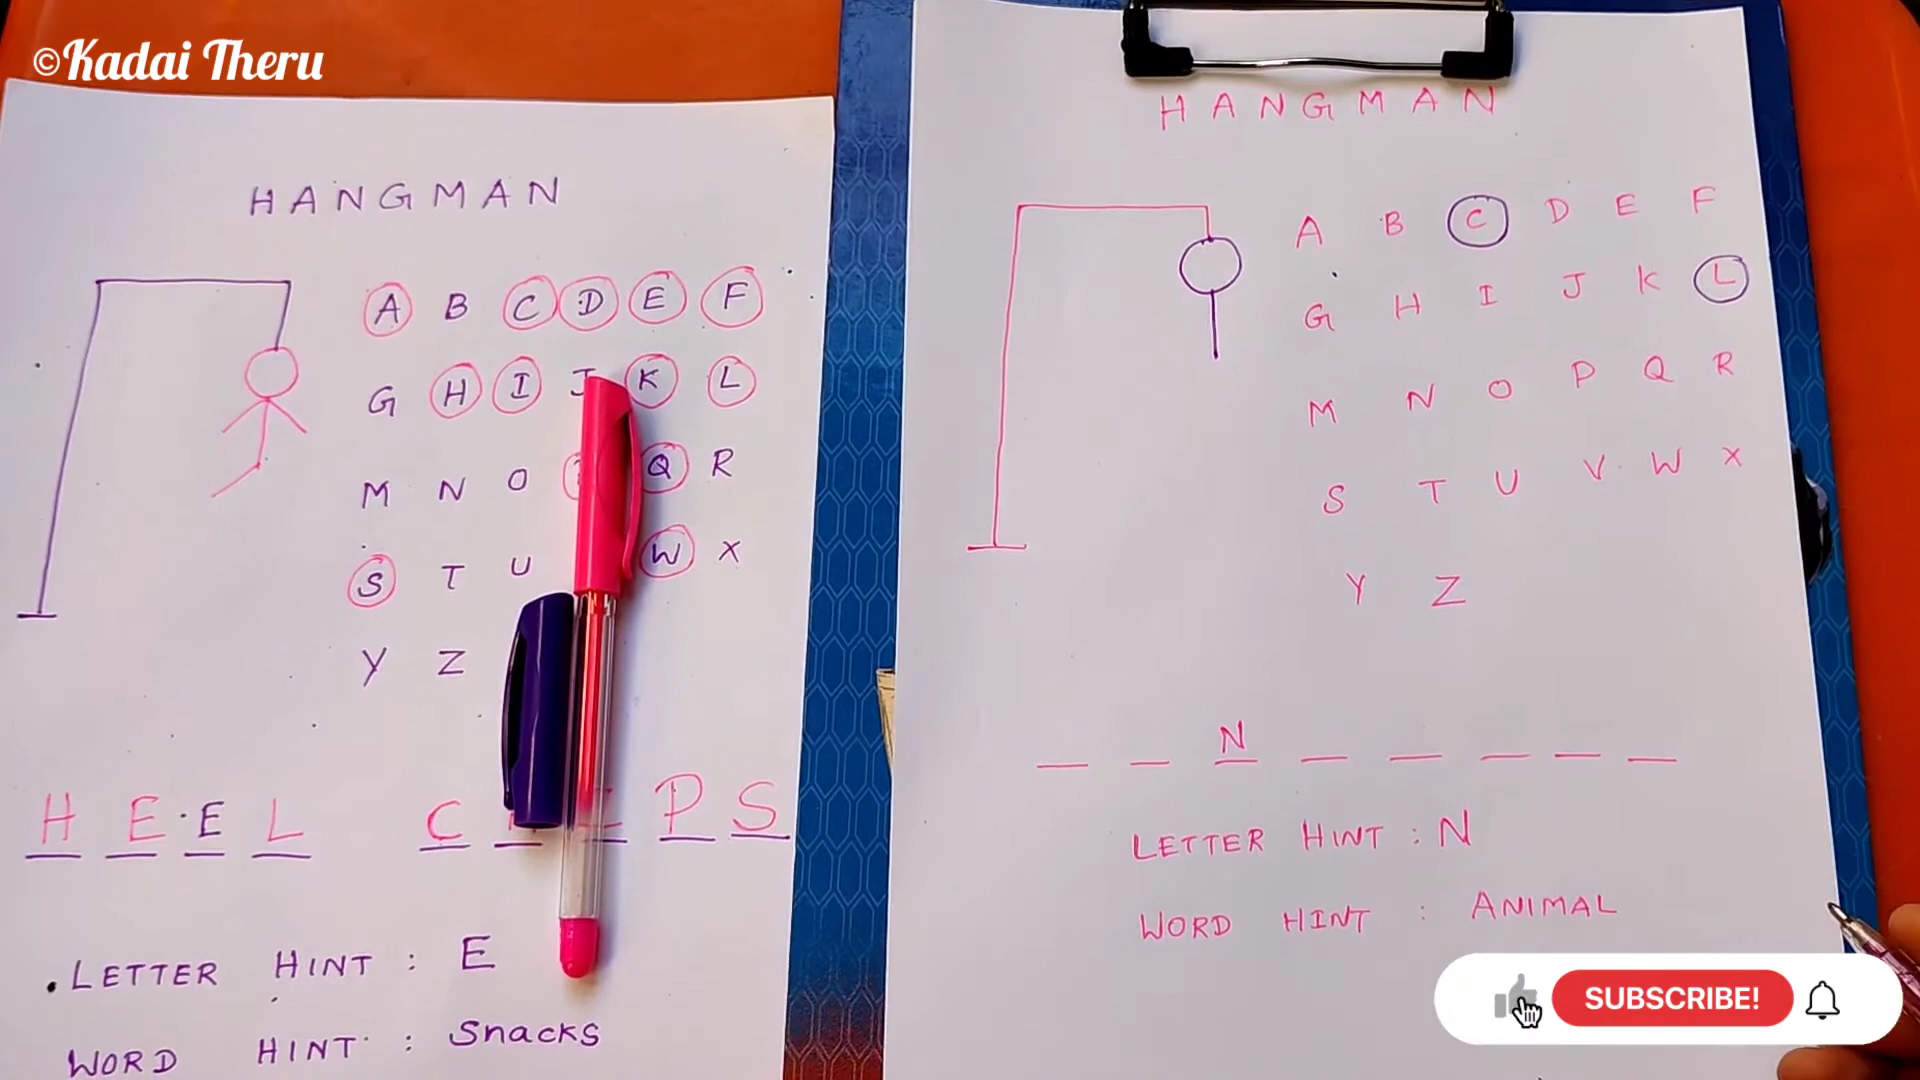 ©Kadai Theru
HANGMAN
A B C D E F
G H I J K L
M N O Q R
S T U W X
Y Z
H E E L C P S
LETTER HINT : E
WORD HINT : Snacks
HANGMAN
A B C D E F
G H I J K L
M N O P Q R
S T U V W X
Y Z
_ _ N _ _ _ _ _
LETTER HINT : N
WORD HINT : ANIMAL
SUBSCRIBE!